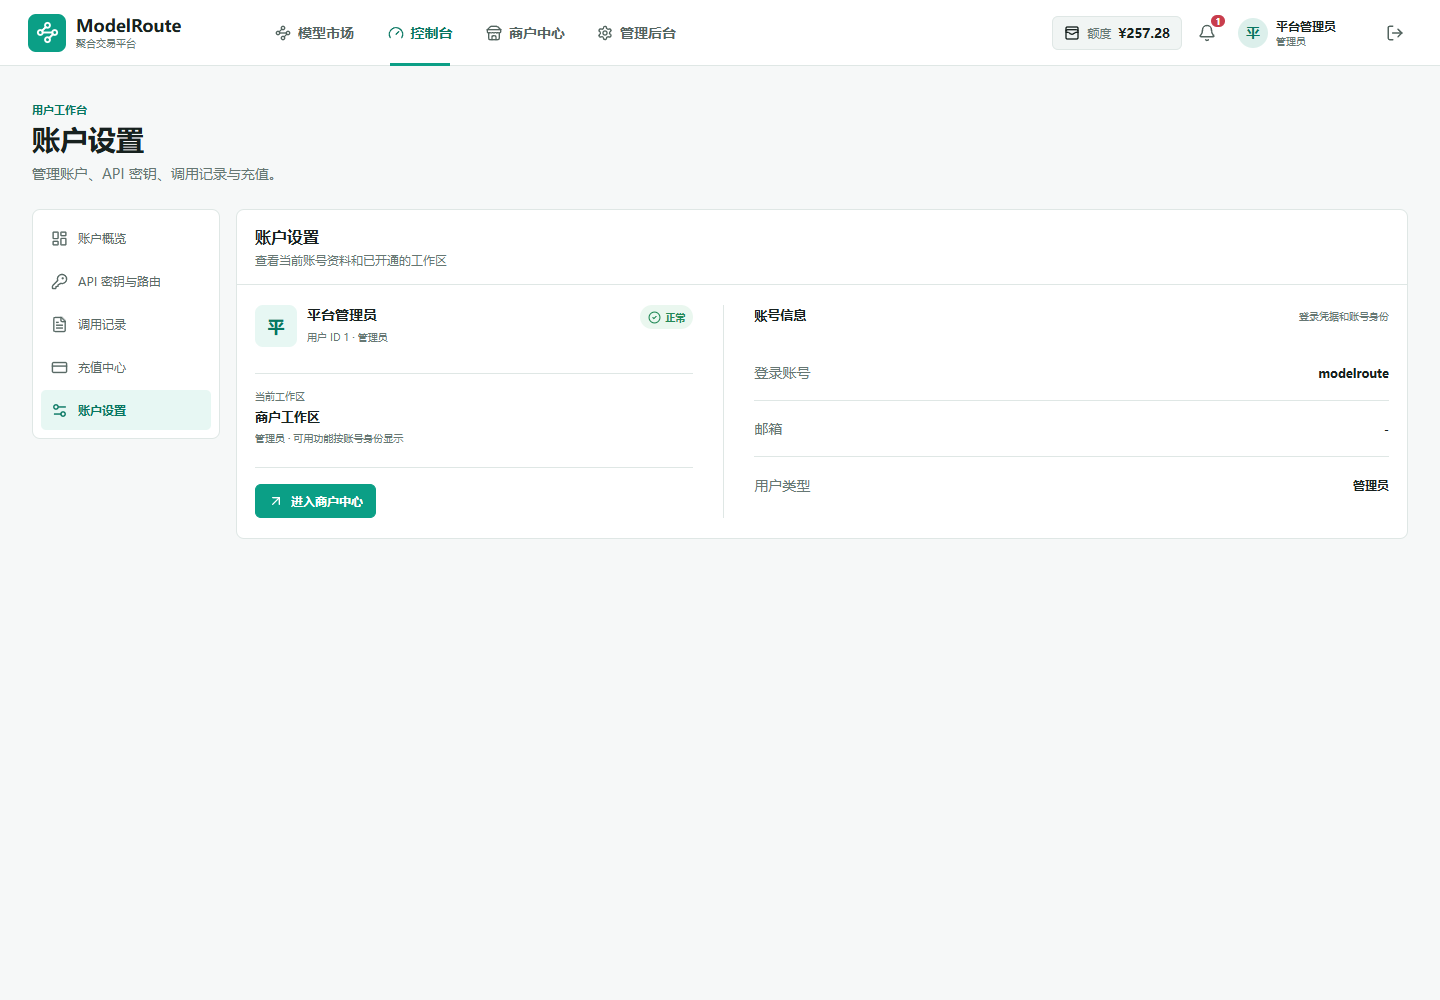 ModelRoute
聚合交易平台
模型市场
控制台
商户中心
管理后台
额度 ¥257.28
1
平
平台管理员
管理员
用户工作台
账户设置
管理账户、API 密钥、调用记录与充值。
账户概览
API 密钥与路由
调用记录
充值中心
账户设置
账户设置
查看当前账号资料和已开通的工作区
平
平台管理员
用户 ID 1 · 管理员
正常
当前工作区
商户工作区
管理员 · 可用功能按账号身份显示
进入商户中心
账号信息
登录凭据和账号身份
登录账号
modelroute
邮箱
-
用户类型
管理员